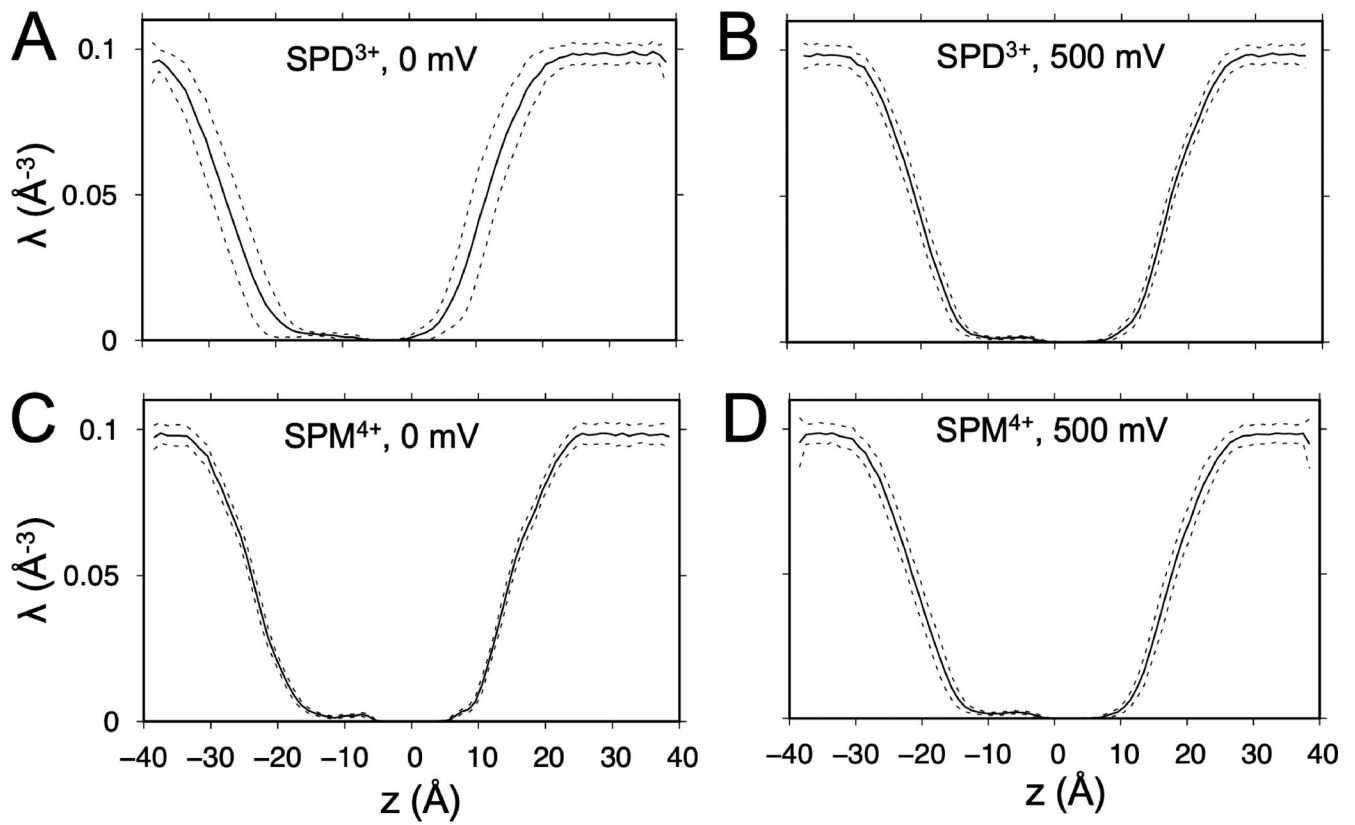 A
SPD³⁺, 0 mV
0.1
0.05
0
λ (Å⁻³)
B
SPD³⁺, 500 mV
C
SPM⁴⁺, 0 mV
0.1
0.05
0
λ (Å⁻³)
−40 −30 −20 −10 0 10 20 30 40
z (Å)
D
SPM⁴⁺, 500 mV
−40 −30 −20 −10 0 10 20 30 40
z (Å)